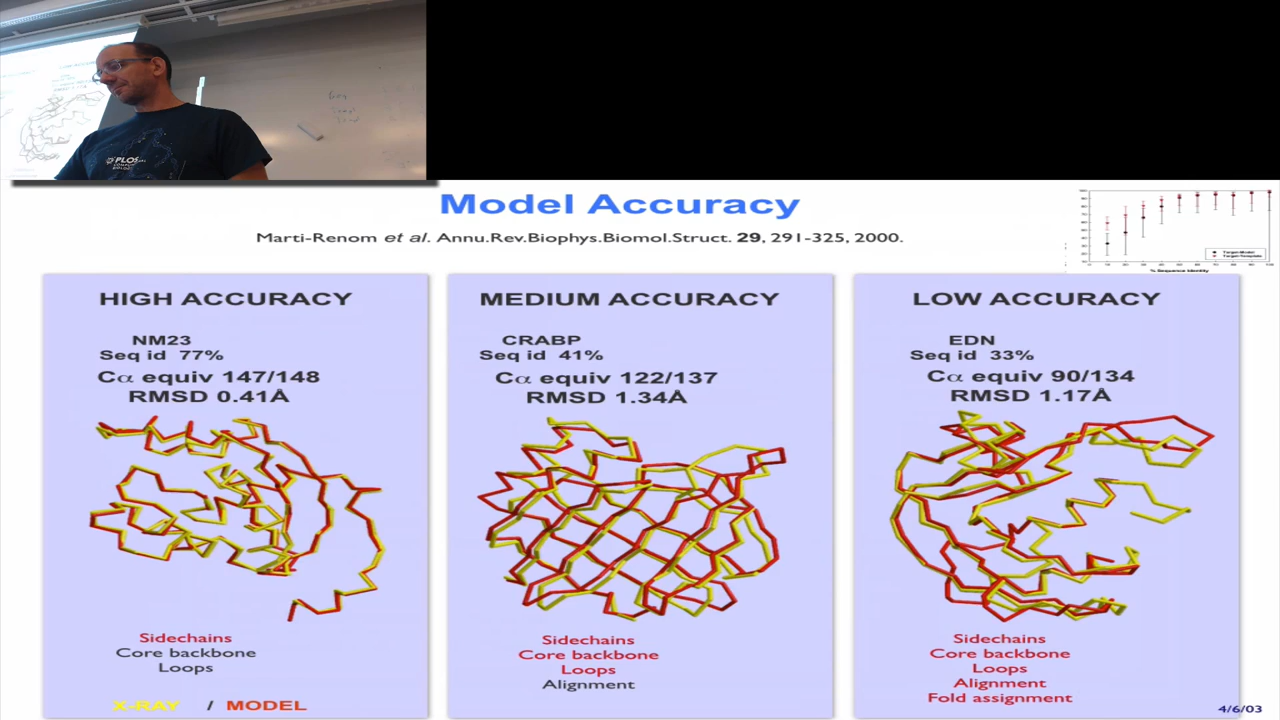 PLOS
Model Accuracy
Marti-Renom et al. Annu.Rev.Biophys.Biomol.Struct. 29, 291-325, 2000.
% Sequence Identity
HIGH ACCURACY
NM23
Seq id 77%
Cα equiv 147/148
RMSD 0.41Å
Sidechains
Core backbone
Loops
X-RAY / MODEL
MEDIUM ACCURACY
CRABP
Seq id 41%
Cα equiv 122/137
RMSD 1.34Å
Sidechains
Core backbone
Loops
Alignment
LOW ACCURACY
EDN
Seq id 33%
Cα equiv 90/134
RMSD 1.17Å
Sidechains
Core backbone
Loops
Alignment
Fold assignment
4/6/03